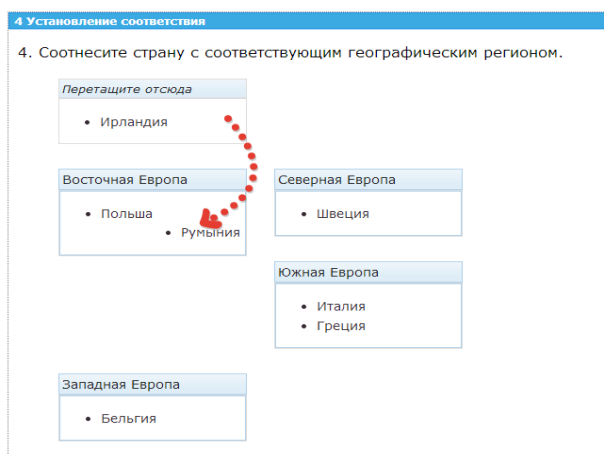 4 Установление соответствия
4. Соотнесите страну с соответствующим географическим регионом.
Перетащите отсюда
• Ирландия
Восточная Европа
• Польша
• Румыния
Северная Европа
• Швеция
Южная Европа
• Италия
• Греция
Западная Европа
• Бельгия